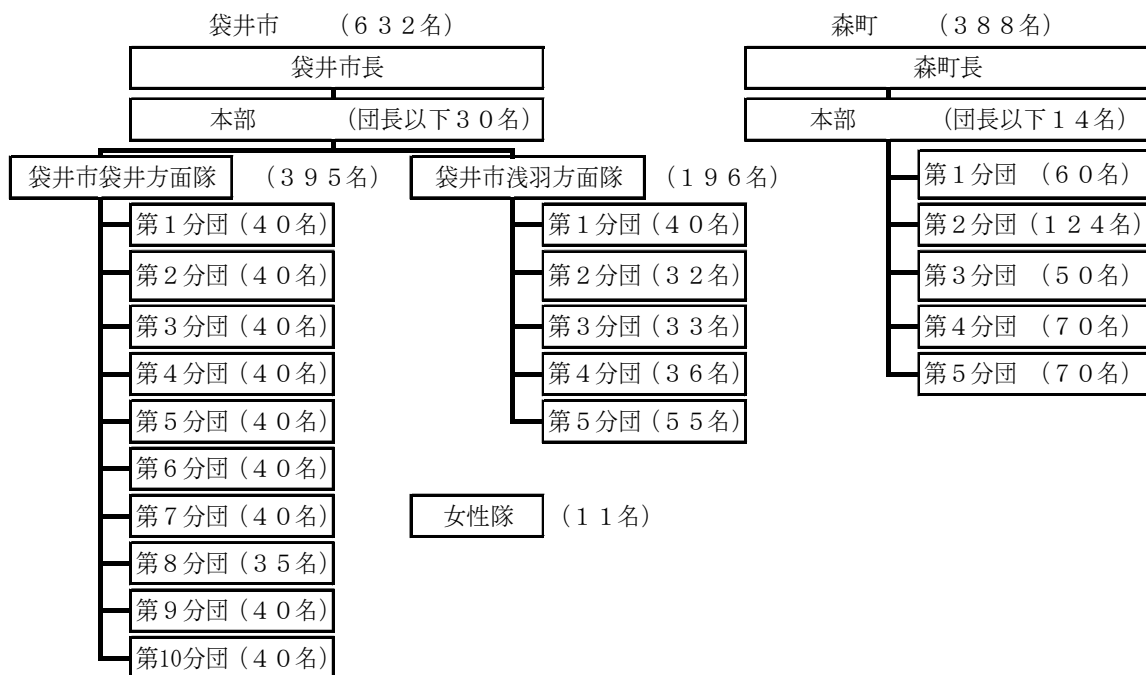 袋井市　　（６３２名）
袋井市長
本部　　　　（団長以下３０名）
袋井市袋井方面隊　（３９５名）
第１分団（４０名）
第２分団（４０名）
第３分団（４０名）
第４分団（４０名）
第５分団（４０名）
第６分団（４０名）
第７分団（４０名）
第８分団（３５名）
第９分団（４０名）
第10分団（４０名）
袋井市浅羽方面隊　（１９６名）
第１分団（４０名）
第２分団（３２名）
第３分団（３３名）
第４分団（３６名）
第５分団（５５名）
女性隊　（１１名）
森町　　（３８８名）
森町長
本部　　　　（団長以下１４名）
第１分団　（６０名）
第２分団（１２４名）
第３分団　（５０名）
第４分団　（７０名）
第５分団　（７０名）